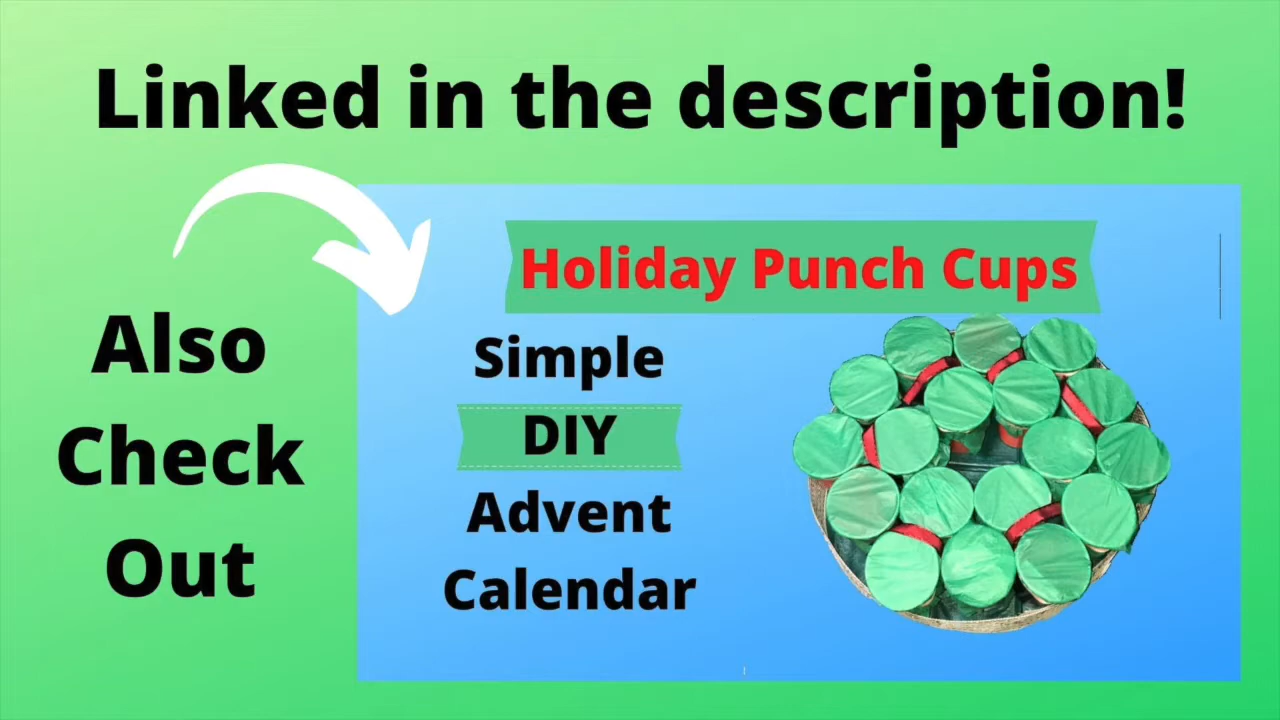 Linked in the description!
Also
Check
Out
Holiday Punch Cups
Simple
DIY
Advent
Calendar